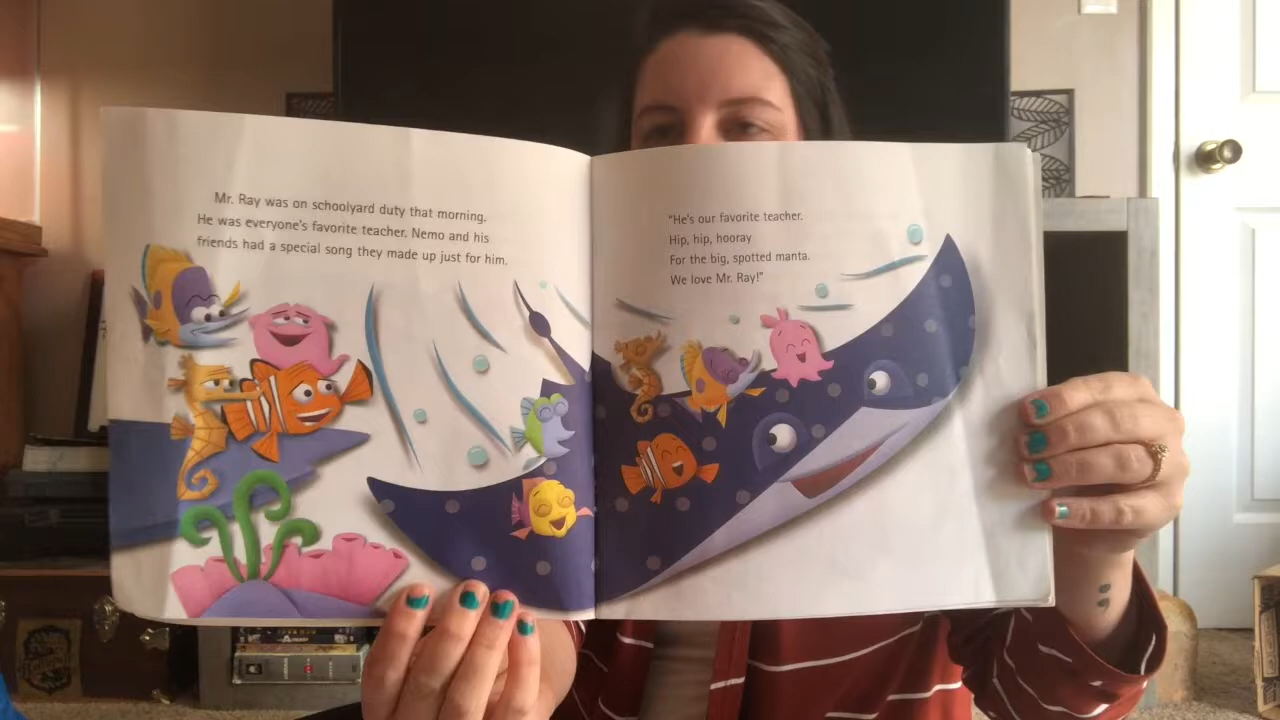 Mr. Ray was on schoolyard duty that morning.
He was everyone's favorite teacher. Nemo and his
friends had a special song they made up just for him.
"He's our favorite teacher.
Hip, hip, hooray
For the big, spotted manta.
We love Mr. Ray!"